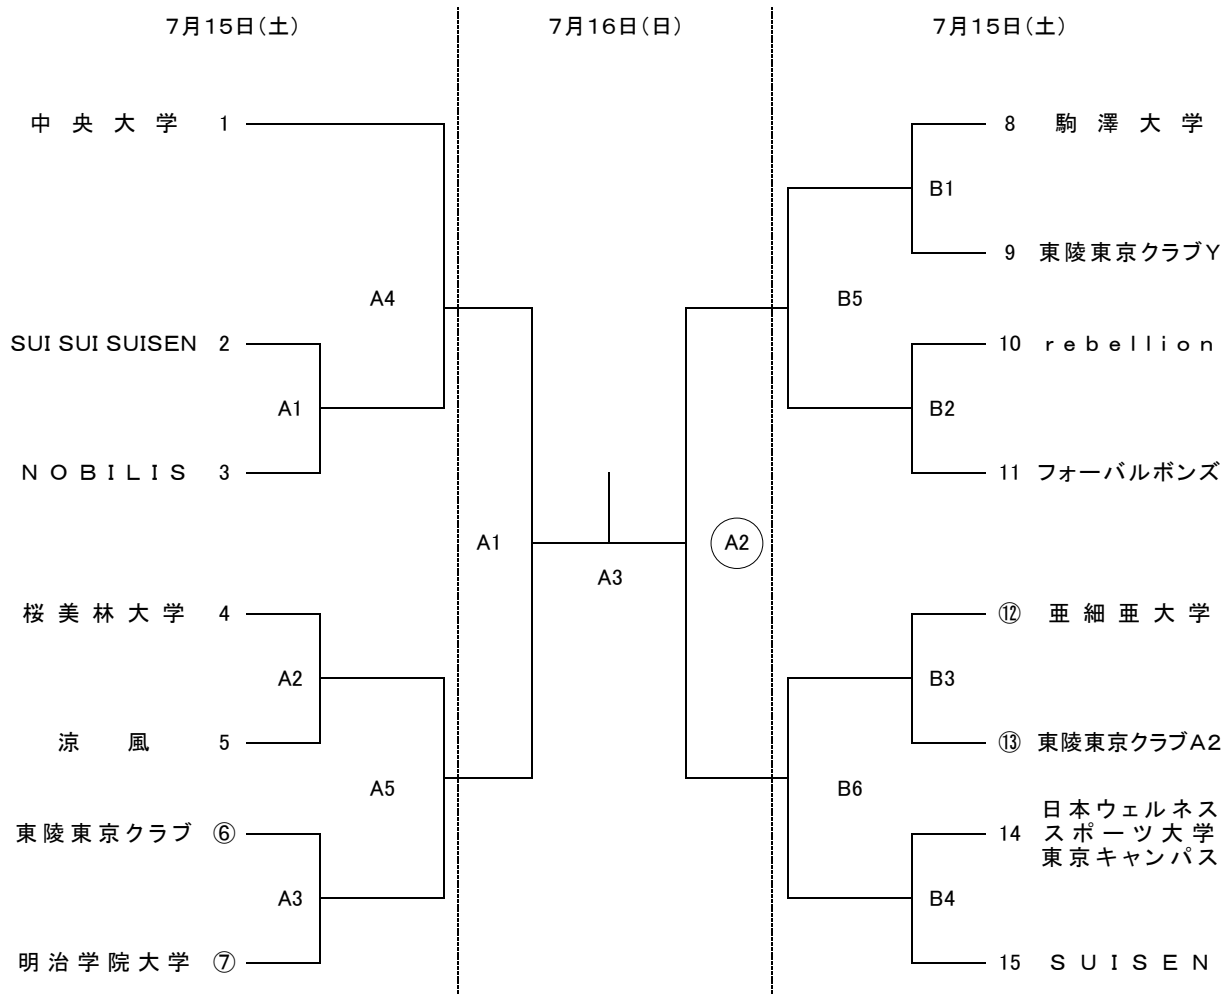 7月15日(土)
7月16日(日)
7月15日(土)
中央大学 1
8 駒澤大学
B1
9 東陵東京クラブY
A4
B5
SUI SUI SUISEN 2
10 rebellion
A1
B2
NOBILIS 3
11 フォーバルボンズ
A1
A2
A3
桜美林大学 4
⑫ 亜細亜大学
A2
B3
涼風 5
⑬ 東陵東京クラブA2
A5
B6
東陵東京クラブ ⑥
14 日本ウェルネス
スポーツ大学
東京キャンパス
A3
B4
明治学院大学 ⑦
15 SUISEN